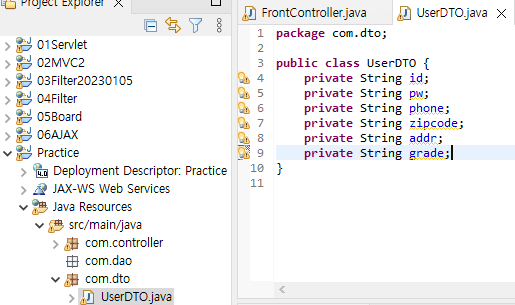 Project Explorer
01Servlet
02MVC2
03Filter20230105
04Filter
05Board
06AJAX
Practice
Deployment Descriptor: Practice
JAX-WS Web Services
Java Resources
src/main/java
com.controller
com.dao
com.dto
UserDTO.java
FrontController.java
UserDTO.java
1 package com.dto;
2
3 public class UserDTO {
4 private String id;
5 private String pw;
6 private String phone;
7 private String zipcode;
8 private String addr;
9 private String grade;
10 }
11